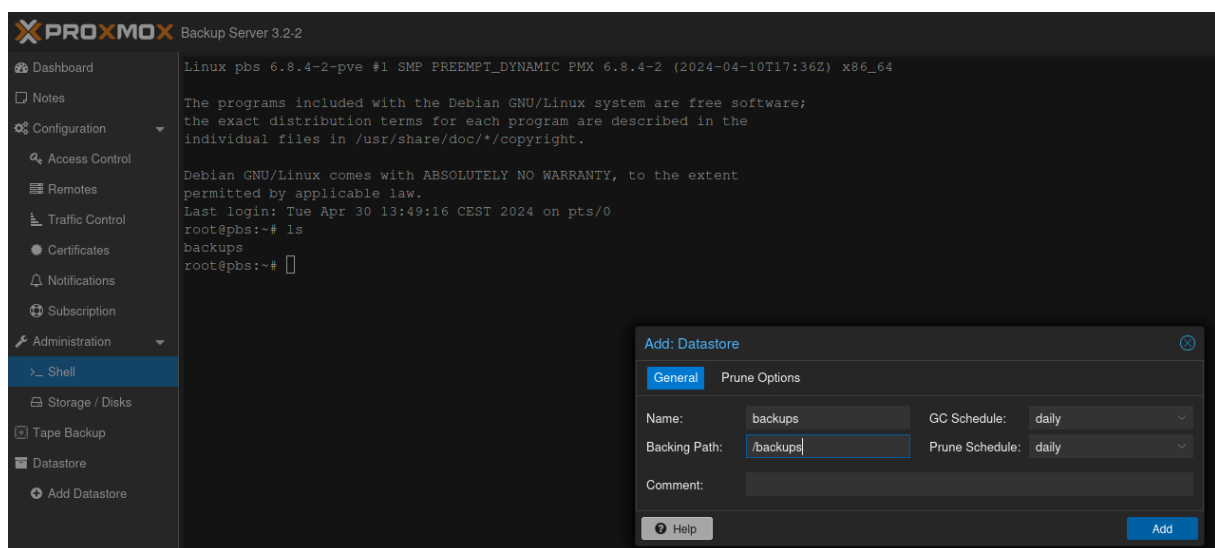 PROXMOX Backup Server 3.2-2
Dashboard
Notes
Configuration
Access Control
Remotes
Traffic Control
Certificates
Notifications
Subscription
Administration
>_ Shell
Storage / Disks
Tape Backup
Datastore
Add Datastore
Linux pbs 6.8.4-2-pve #1 SMP PREEMPT_DYNAMIC PMX 6.8.4-2 (2024-04-10T17:36Z) x86_64
The programs included with the Debian GNU/Linux system are free software;
the exact distribution terms for each program are described in the
individual files in /usr/share/doc/*/copyright.
Debian GNU/Linux comes with ABSOLUTELY NO WARRANTY, to the extent
permitted by applicable law.
Last login: Tue Apr 30 13:49:16 CEST 2024 on pts/0
root@pbs:~# ls
backups
root@pbs:~#
Add: Datastore
General Prune Options
Name: backups GC Schedule: daily
Backing Path: /backups Prune Schedule: daily
Comment:
Help Add